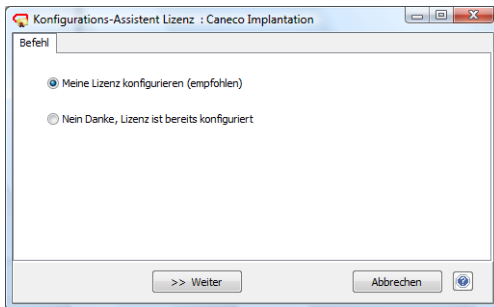 Konfigurations-Assistent Lizenz : Caneco Implantation
Befehl
Meine Lizenz konfigurieren (empfohlen)
Nein Danke, Lizenz ist bereits konfiguriert
>> Weiter
Abbrechen